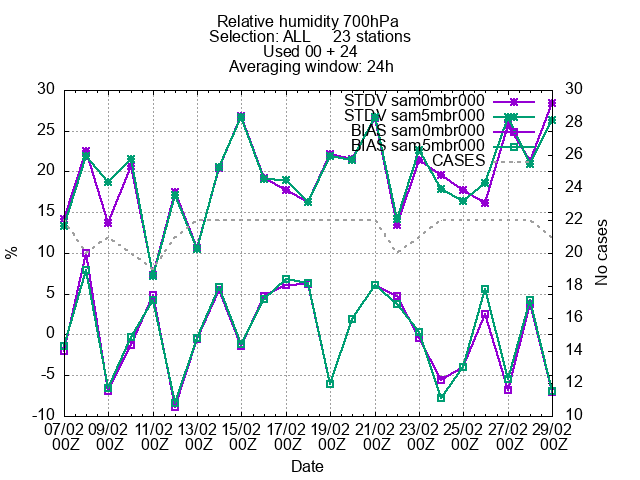 Relative humidity 700hPa
Selection: ALL 23 stations
Used 00 + 24
Averaging window: 24h
30 30
STDV sam0mbr000
STDV sam5mbr000
BIAS sam0mbr000
BIAS sam5mbr000
CASES
25 28
20 26
15 24
10 22
5 20
0 18
-5 16
-10 14
12
10
%
No cases
07/02 09/02 11/02 13/02 15/02 17/02 19/02 21/02 23/02 25/02 27/02 29/02
00Z 00Z 00Z 00Z 00Z 00Z 00Z 00Z 00Z 00Z 00Z 00Z
Date